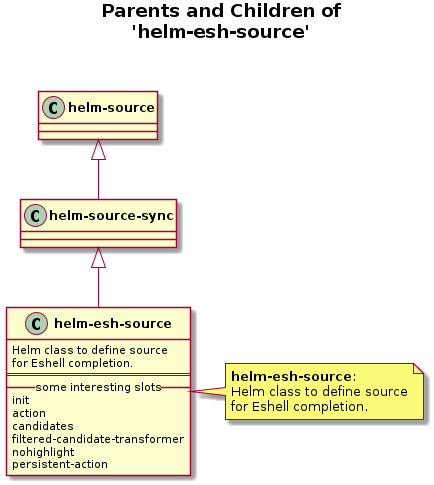 Parents and Children of
'helm-esh-source'
C helm-source
C helm-source-sync
C helm-esh-source
Helm class to define source
for Eshell completion.
some interesting slots
init
action
candidates
filtered-candidate-transformer
nohighlight
persistent-action
helm-esh-source:
Helm class to define source
for Eshell completion.